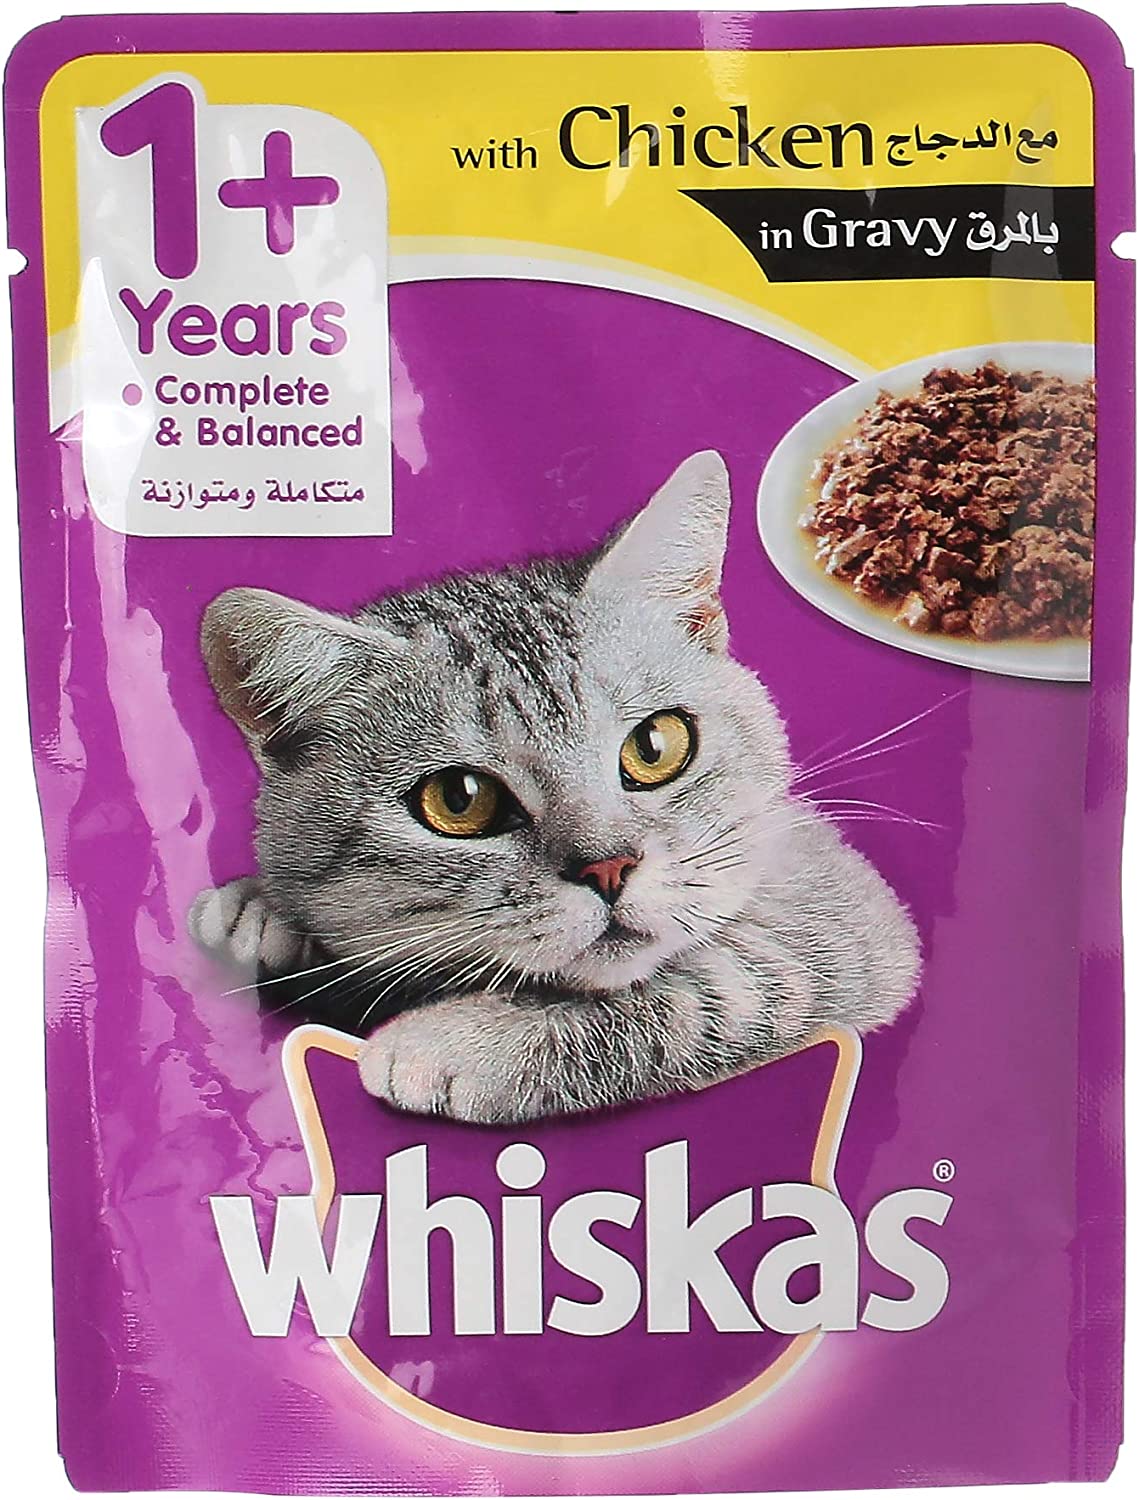 1+
Years
• Complete
& Balanced
متكاملة ومتوازنة
with Chicken مع الدجاج
in Gravy بالمرق
whiskas®